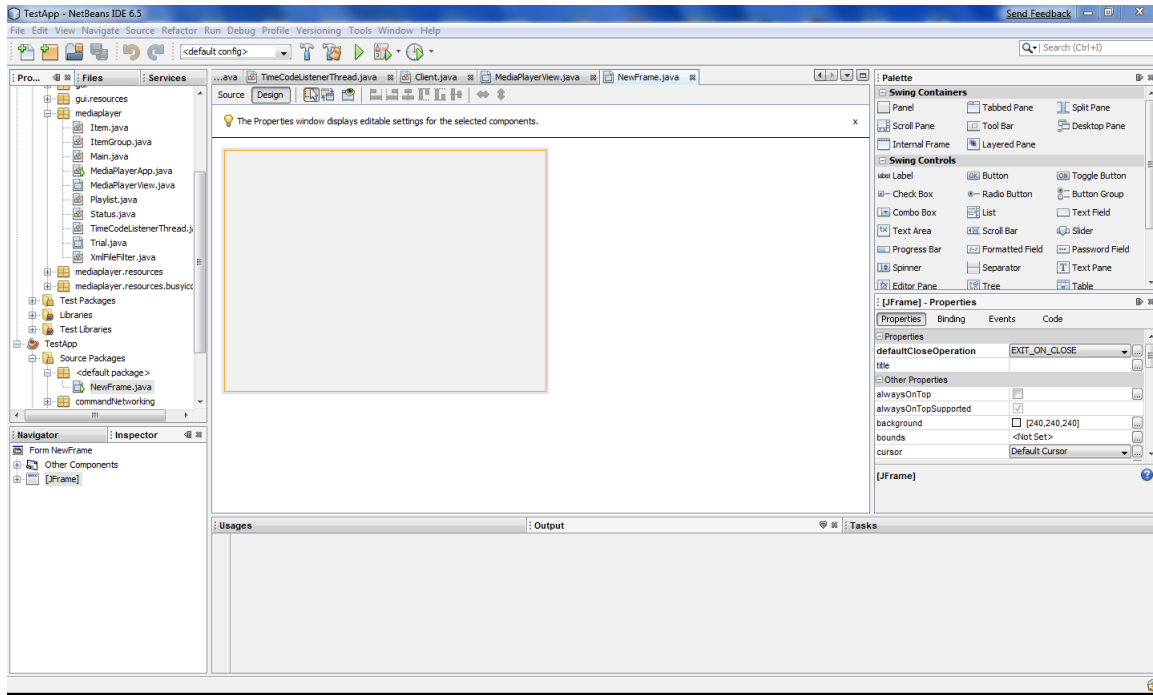 TestApp - NetBeans IDE 6.5
Send Feedback
File Edit View Navigate Source Refactor Run Debug Profile Versioning Tools Window Help
<default config>
Search (Ctrl+I)
Pro... Files Services
gui.resources
mediaplayer
Item.java
ItemGroup.java
Main.java
MediaPlayerApp.java
MediaPlayerView.java
Playlist.java
Status.java
TimeCodeListenerThread.j
Trial.java
XmlFileFilter.java
mediaplayer.resources
mediaplayer.resources.busyicc
Test Packages
Libraries
Test Libraries
TestApp
Source Packages
<default package>
NewFrame.java
commandNetworking
Navigator Inspector
Form NewFrame
Other Components
[JFrame]
...ava TimeCodeListenerThread.java Client.java MediaPlayerView.java NewFrame.java
Source Design
The Properties window displays editable settings for the selected components. x
Usages Output Tasks
Palette
Swing Containers
Panel Tabbed Pane Split Pane
Scroll Pane Tool Bar Desktop Pane
Internal Frame Layered Pane
Swing Controls
label Label OK Button ON Toggle Button
Check Box Radio Button Button Group
Combo Box List Text Field
Text Area Scroll Bar Slider
Progress Bar Formatted Field Password Field
Spinner Separator T Text Pane
Editor Pane Tree Table
[JFrame] - Properties
Properties Binding Events Code
Properties
defaultCloseOperation EXIT_ON_CLOSE
title
Other Properties
alwaysOnTop
alwaysOnTopSupported
background [240,240,240]
bounds <Not Set>
cursor Default Cursor
[JFrame]